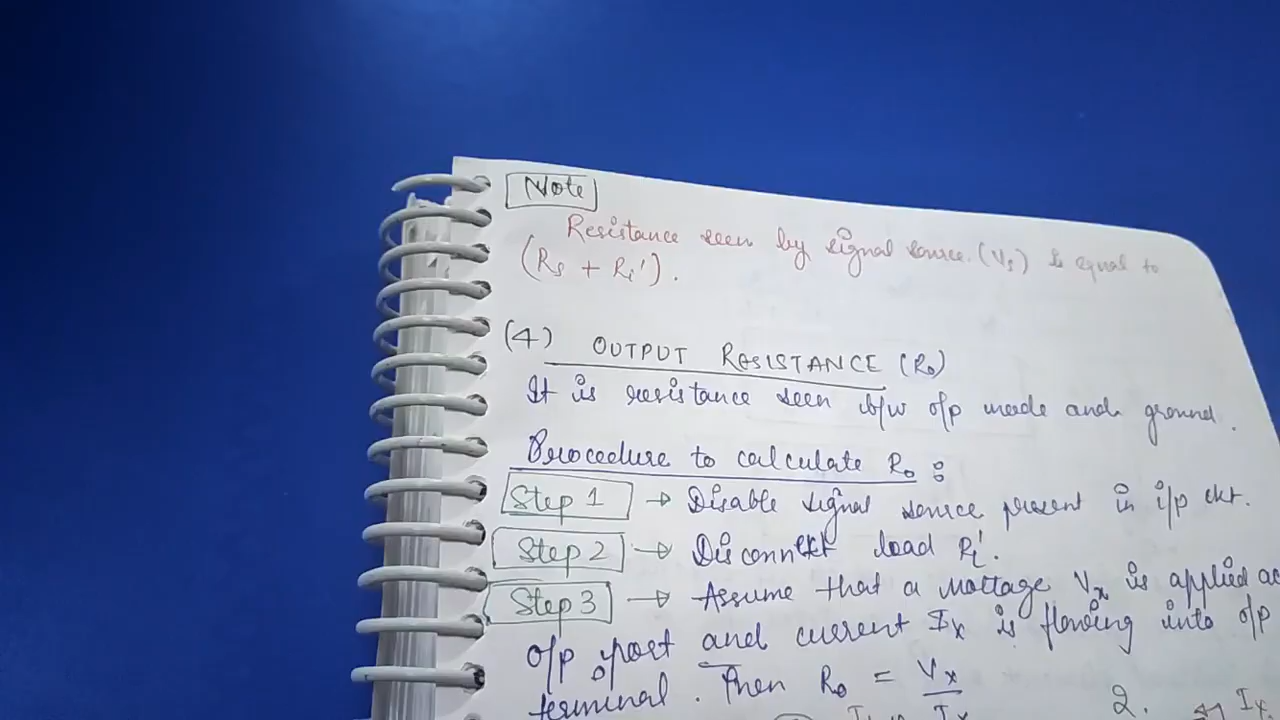 Note
Resistance seen by signal source (Vs) is equal to
(Rs + Ri').
(4) OUTPUT RESISTANCE (Ro)
It is resistance seen b/w o/p node and ground.
Procedure to calculate Ro :
Step 1 → Disable signal source present in i/p ckt.
Step 2 → Disconnect load RL'.
Step 3 → Assume that a voltage Vx is applied
o/p port and current Ix is flowing into o/p
terminal. Then Ro = Vx
Ix
2. Ix